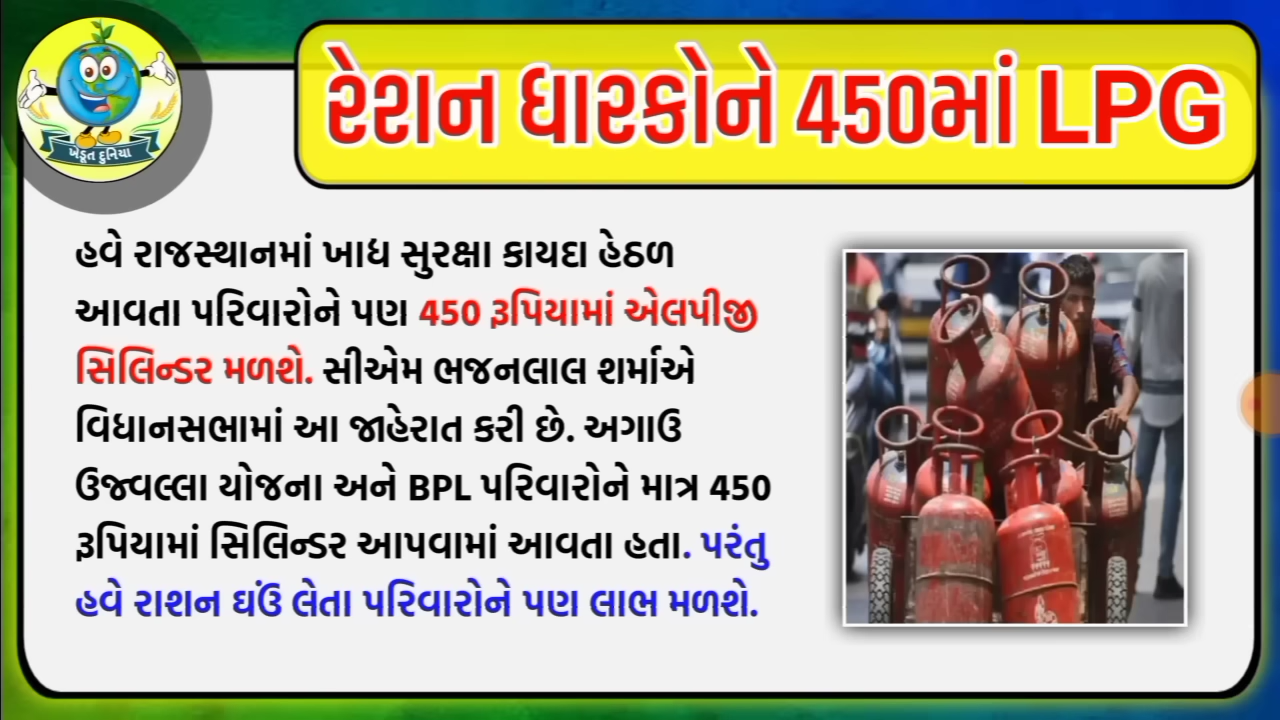 ખેડૂત દુનિયા
રેશન ધારકોને 450માં LPG
હવે રાજસ્થાનમાં ખાદ્ય સુરક્ષા કાયદા હેઠળ
આવતા પરિવારોને પણ 450 રૂપિયામાં એલપીજી
સિલિન્ડર મળશે. સીએમ ભજનલાલ શર્માએ
વિધાનસભામાં આ જાહેરાત કરી છે. અગાઉ
ઉજ્વલ્લા યોજના અને BPL પરિવારોને માત્ર 450
રૂપિયામાં સિલિન્ડર આપવામાં આવતા હતા. પરંતુ
હવે રાશન ઘઉં લેતા પરિવારોને પણ લાભ મળશે.